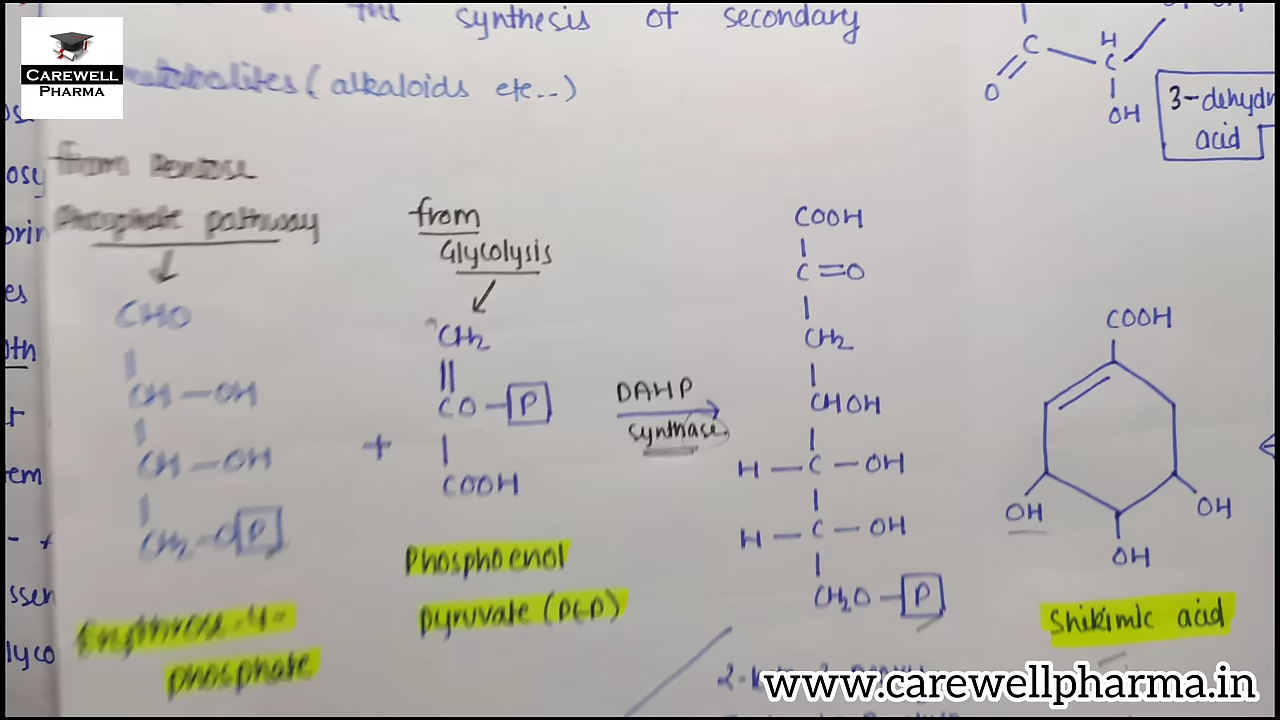 the synthesis of secondary
metabolites (alkaloids etc..)
CAREWELL
PHARMA
from Pentose
Phosphate pathway
CHO
CH-OH
CH-OH
CH2-O P
Erythrose-4-
phosphate
+
from
Glycolysis
CH2
CO-P
COOH
Phosphoenol
pyruvate (PEP)
DAHP
synthase
COOH
C=O
CH2
CHOH
H-C-OH
H-C-OH
CH2O-P
C
O
H
C
OH
3-dehydr
acid
COOH
OH
OH
OH
Shikimic acid
www.carewellpharma.in